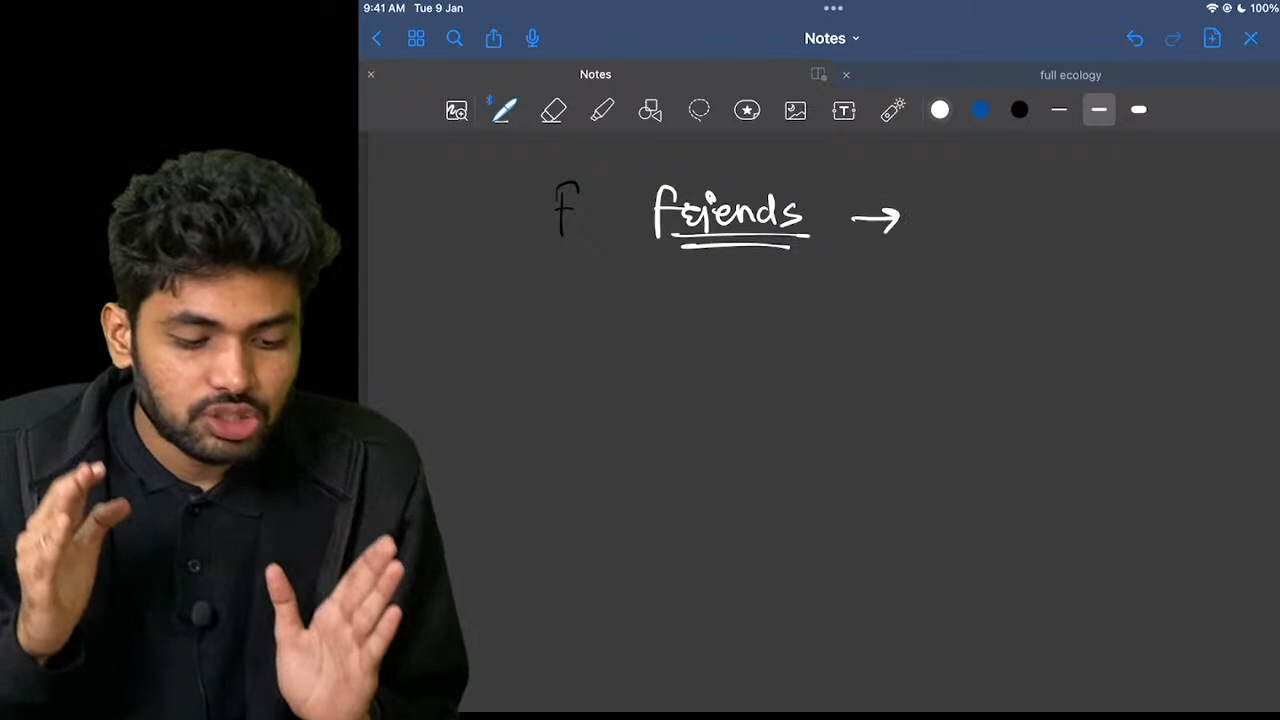 9:41 AM Tue 9 Jan
100%
Notes
Notes
full ecology
T
F friends →